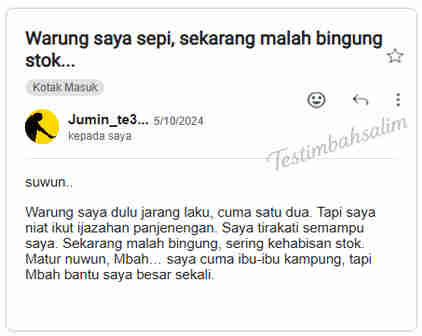 Warung saya sepi, sekarang malah bingung
stok...
Kotak Masuk
Jumin_te3... 5/10/2024
kepada saya
Testimbahsalim
suwun..
Warung saya dulu jarang laku, cuma satu dua. Tapi saya
niat ikut ijazahan panjenengan. Saya tirakati semampu
saya. Sekarang malah bingung, sering kehabisan stok.
Matur nuwun, Mbah... saya cuma ibu-ibu kampung, tapi
Mbah bantu saya besar sekali.